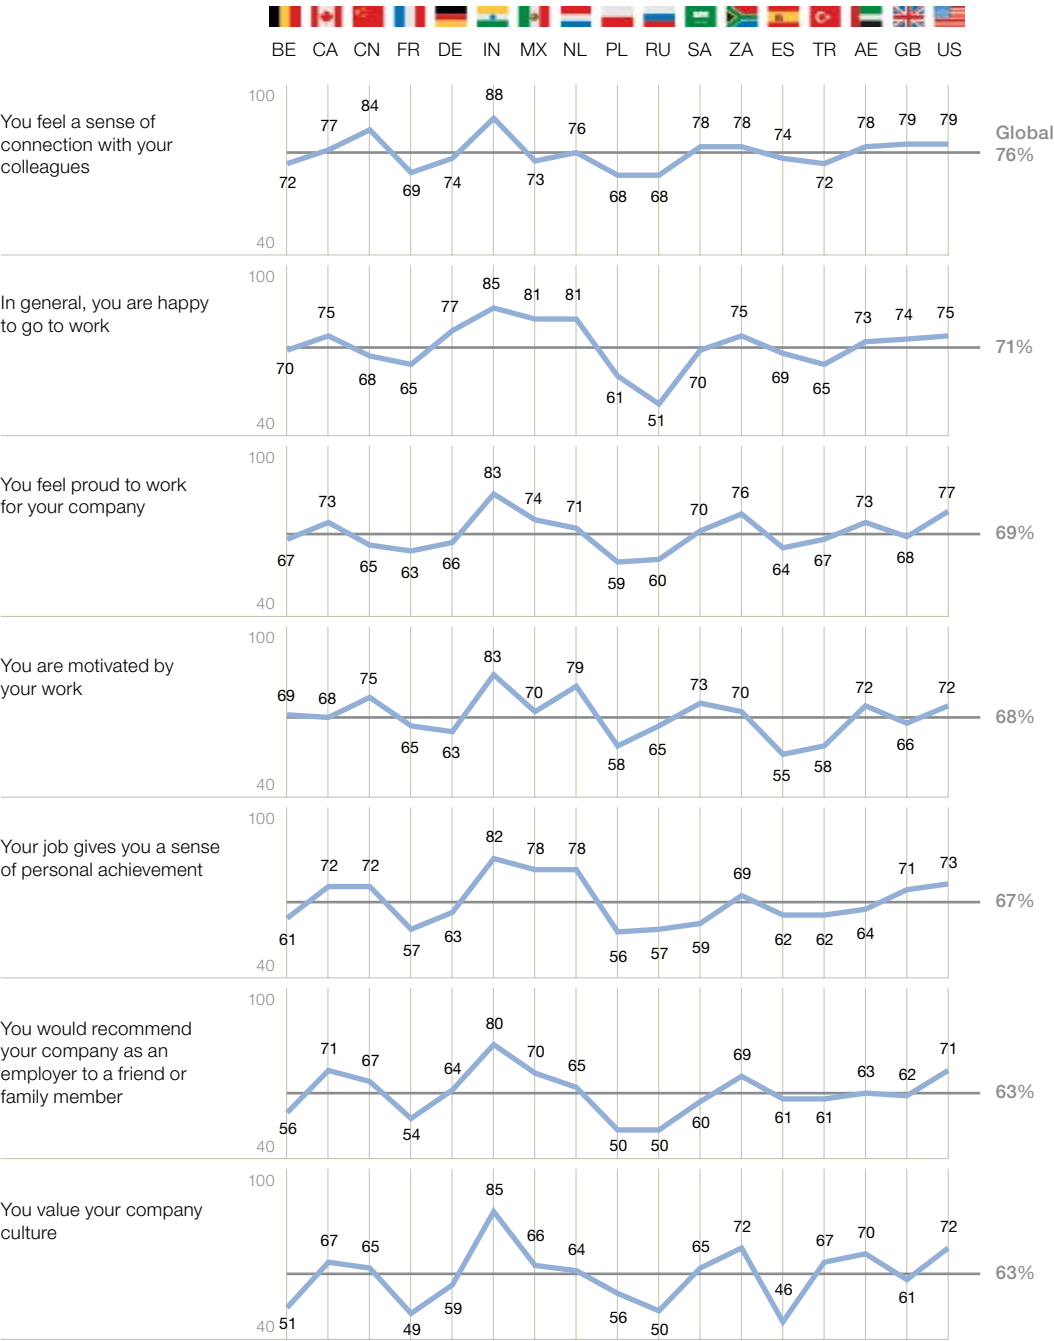 BE CA CN FR DE IN MX NL PL RU SA ZA ES TR AE GB US
You feel a sense of
connection with your
colleagues
100
40
72 77 84 69 74 88 73 76 68 68 78 78 74 72 78 79 79
Global
76%
In general, you are happy
to go to work
100
40
70 75 68 65 77 85 81 81 61 51 70 75 69 65 73 74 75
71%
You feel proud to work
for your company
100
40
67 73 65 63 66 83 74 71 59 60 70 76 64 67 73 68 77
69%
You are motivated by
your work
100
40
69 68 75 65 63 83 70 79 58 65 73 70 55 58 72 66 72
68%
Your job gives you a sense
of personal achievement
100
40
61 72 72 57 63 82 78 78 56 57 59 69 62 62 64 71 73
67%
You would recommend
your company as an
employer to a friend or
family member
100
40
56 71 67 54 64 80 70 65 50 50 60 69 61 61 63 62 71
63%
You value your company
culture
100
40
51 67 65 49 59 85 66 64 56 50 65 72 46 67 70 61 72
63%